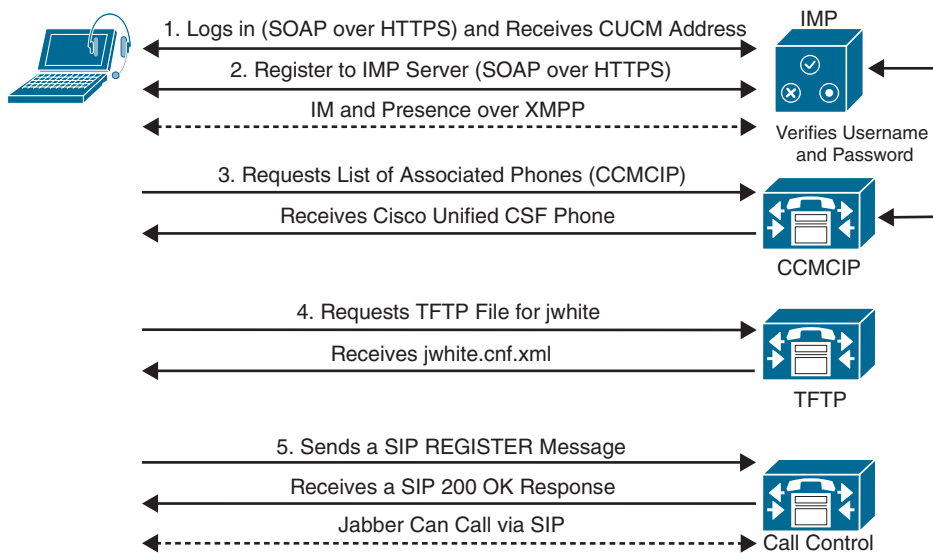 IMP
1. Logs in (SOAP over HTTPS) and Receives CUCM Address
2. Register to IMP Server (SOAP over HTTPS)
IM and Presence over XMPP
Verifies Username
and Password
3. Requests List of Associated Phones (CCMCIP)
Receives Cisco Unified CSF Phone
CCMCIP
4. Requests TFTP File for jwhite
Receives jwhite.cnf.xml
TFTP
5. Sends a SIP REGISTER Message
Receives a SIP 200 OK Response
Jabber Can Call via SIP
Call Control